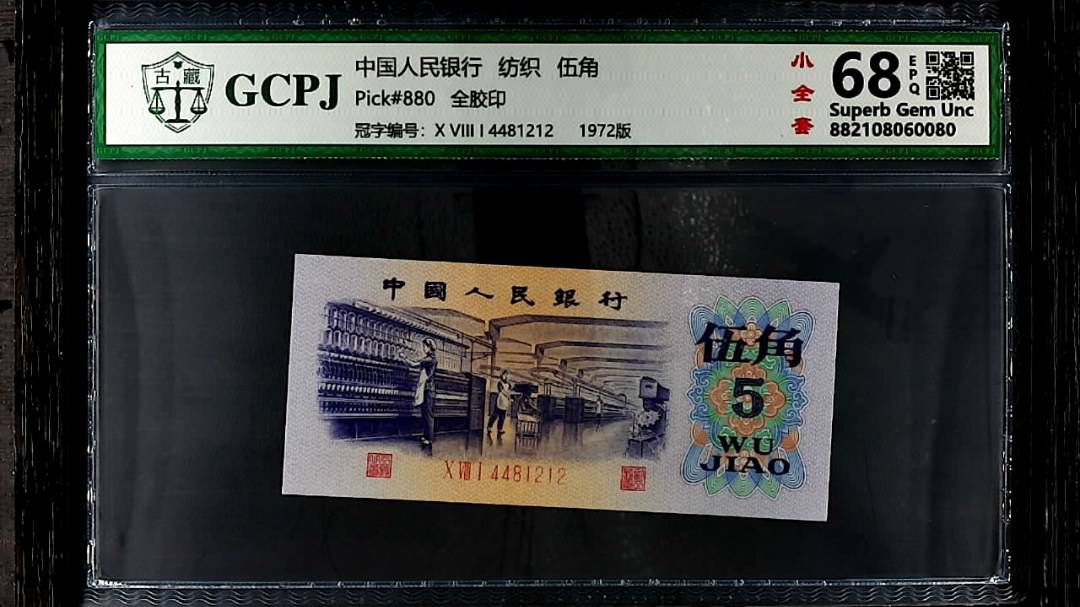 古藏
GCPJ
中国人民银行 纺织 伍角
Pick#880 全胶印
冠字编号：X VIII I 4481212 1972版
小全套
68 EPQ
Superb Gem Unc
882108060080
中國人民銀行
伍角
5
WU
JIAO
X VIII I 4481212